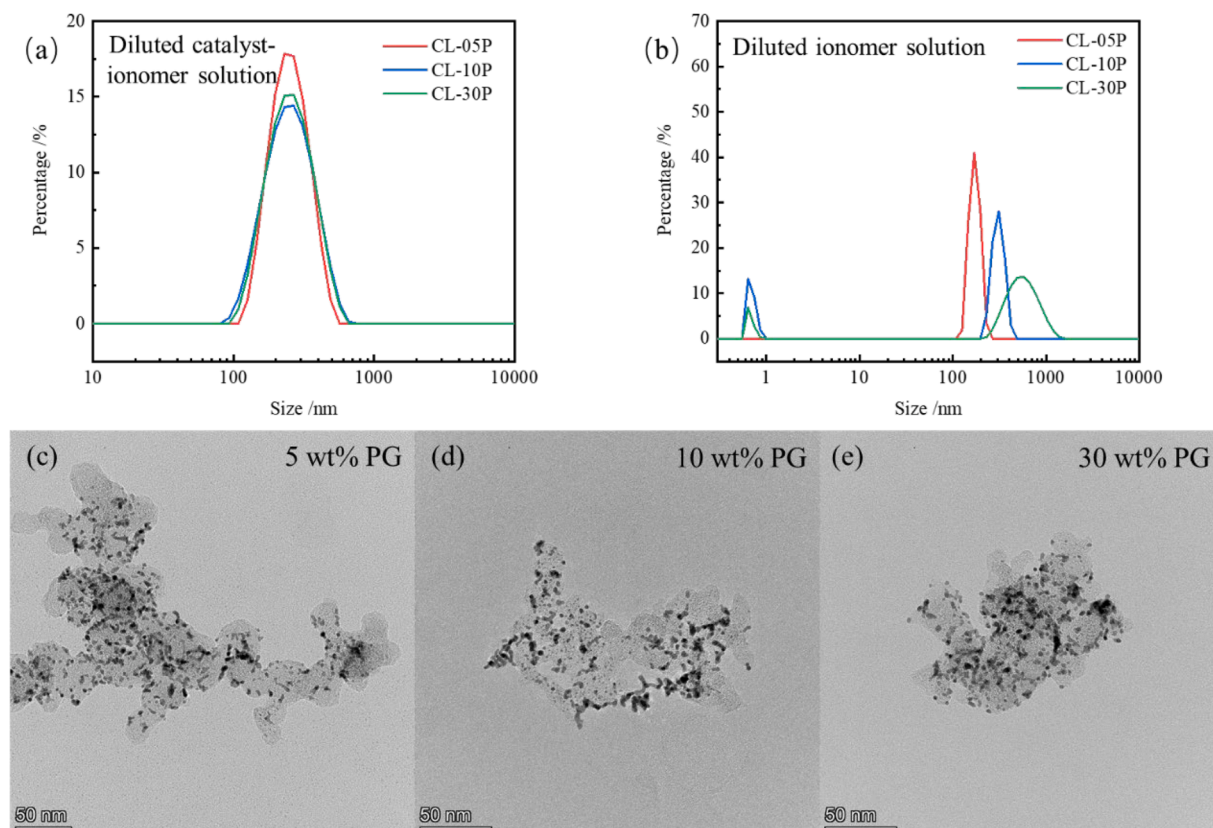 (a)
Diluted catalyst-
ionomer solution
CL-05P
CL-10P
CL-30P
20
15
10
5
0
Percentage /%
10
100
1000
10000
Size /nm
(b)
Diluted ionomer solution
CL-05P
CL-10P
CL-30P
70
60
50
40
30
20
10
0
Percentage /%
1
10
100
1000
10000
Size /nm
(c)
5 wt% PG
50 nm
(d)
10 wt% PG
50 nm
(e)
30 wt% PG
50 nm